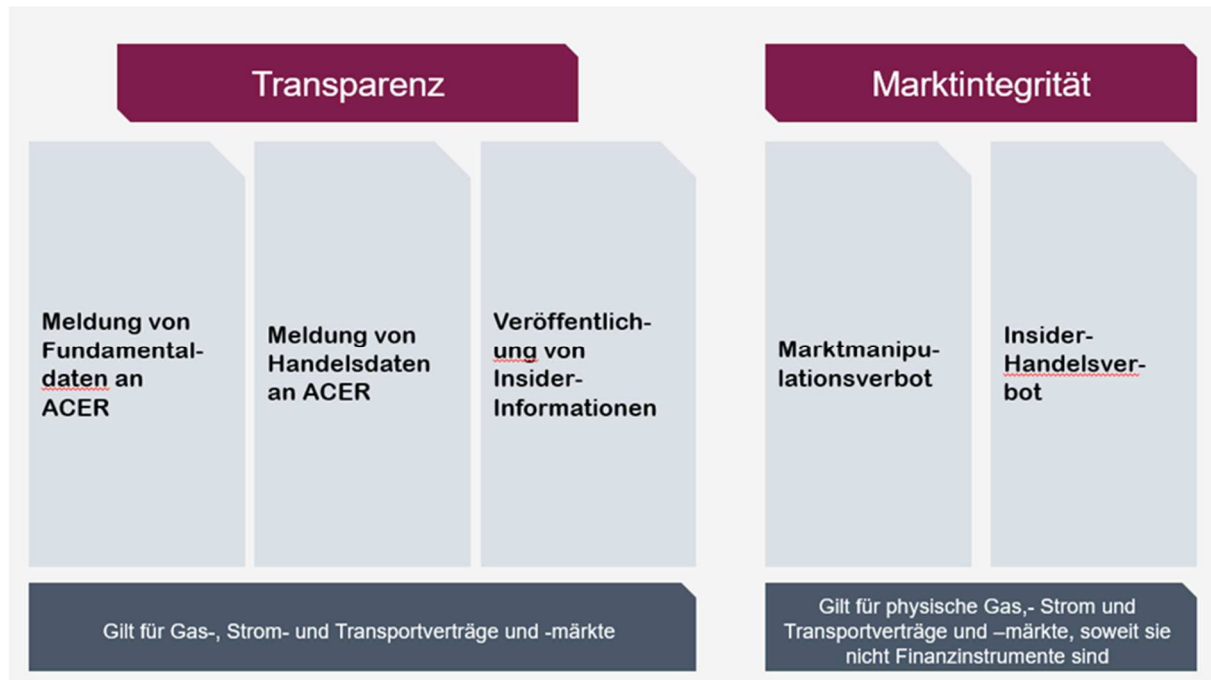 Transparenz
Marktintegrität
Meldung von
Fundamental-
daten an
ACER
Meldung von
Handelsdaten
an ACER
Veröffentlich-
ung von
Insider-
Informationen
Marktmanipu-
lationsverbot
Insider-
Handelsver-
bot
Gilt für Gas-, Strom- und Transportverträge und -märkte
Gilt für physische Gas,- Strom und
Transportverträge und –märkte, soweit sie
nicht Finanzinstrumente sind